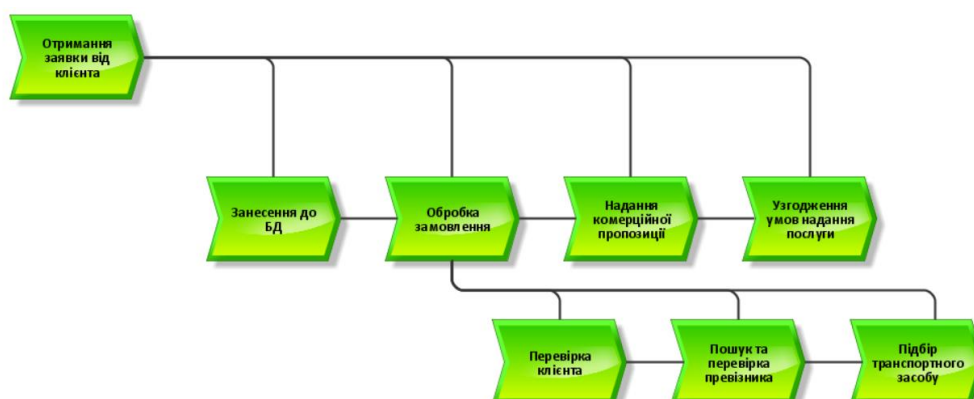 Отримання
заявки від
клієнта
Занесення до
БД
Обробка
замовлення
Надання
комерційної
пропозиції
Узгодження
умов надання
послуги
Перевірка
клієнта
Пошук та
перевірка
превізника
Підбір
транспортного
засобу